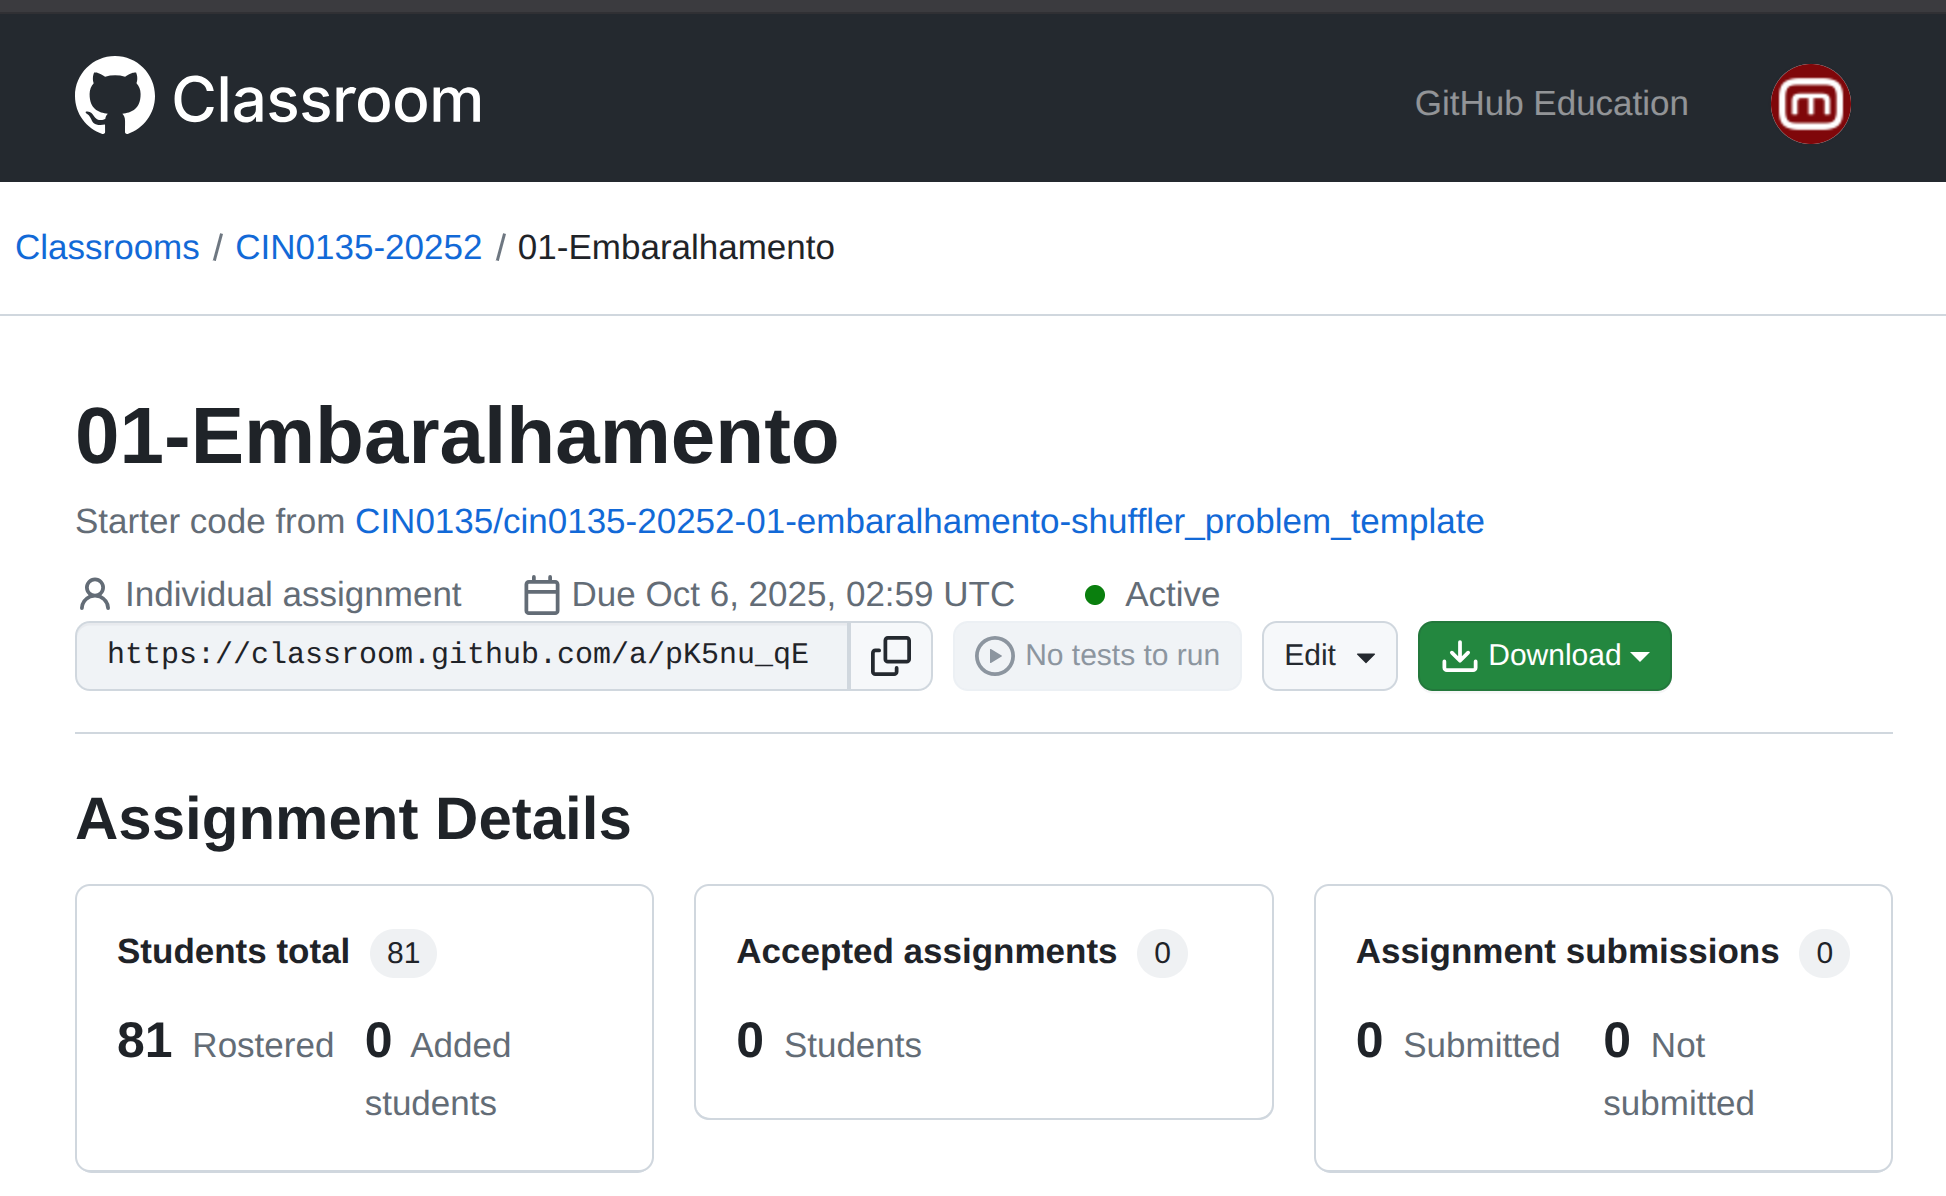 Classroom
GitHub Education
Classrooms / CIN0135-20252 / 01-Embaralhamento
01-Embaralhamento
Starter code from CIN0135/cin0135-20252-01-embaralhamento-shuffler_problem_template
Individual assignment Due Oct 6, 2025, 02:59 UTC Active
https://classroom.github.com/a/pK5nu_qE No tests to run Edit Download
Assignment Details
Students total 81
81 Rostered 0 Added students
Accepted assignments 0
0 Students
Assignment submissions 0
0 Submitted 0 Not submitted